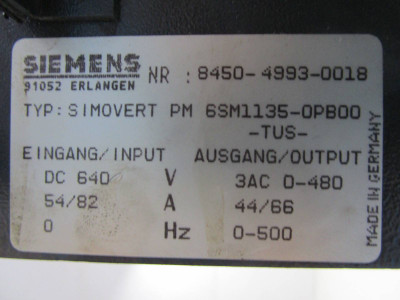 SIEMENS
91052 ERLANGEN NR : 8450-4993-0018
TYP: SIMOVERT PM 6SM1135-0PB00
-TUS-
EINGANG/INPUT AUSGANG/OUTPUT
DC 640 V 3AC 0-480
54/82 A 44/66
0 Hz 0-500
MADE IN GERMANY